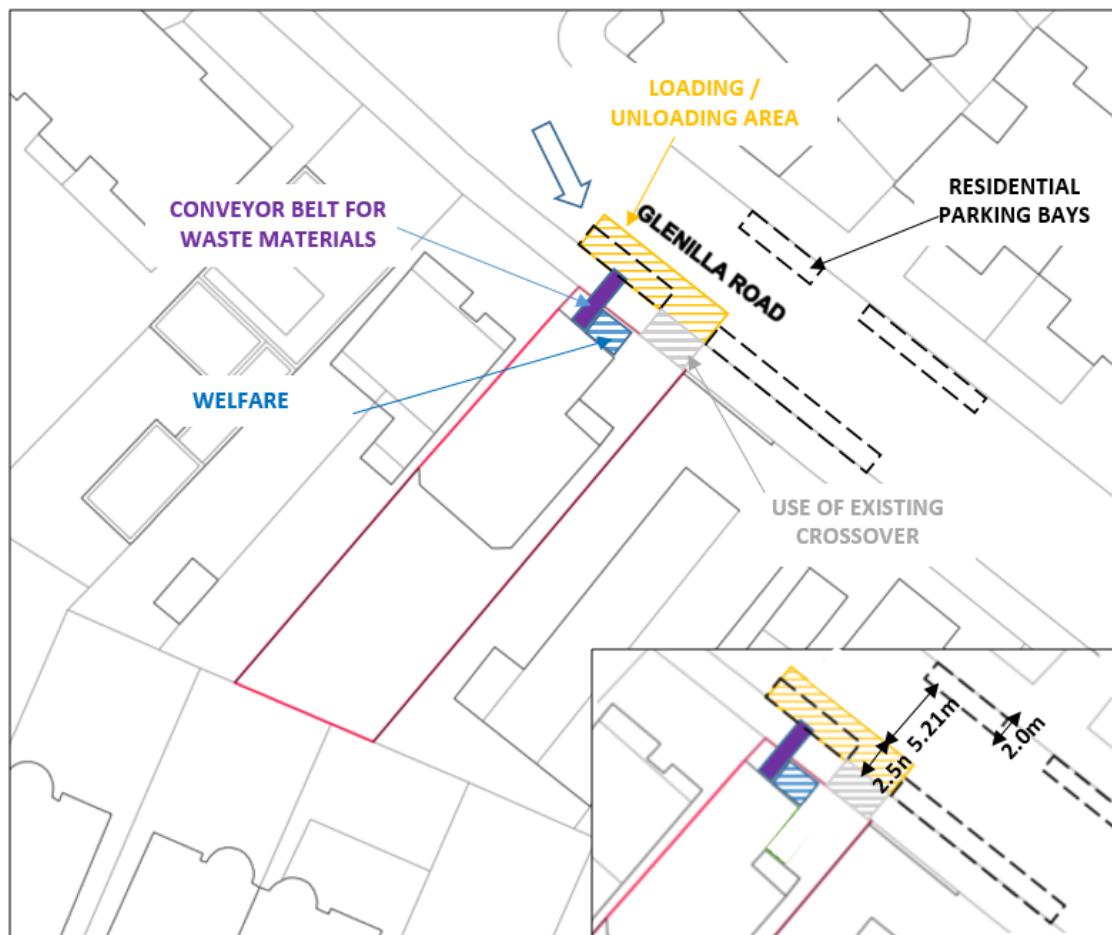 LOADING /
UNLOADING AREA
RESIDENTIAL
PARKING BAYS
CONVEYOR BELT FOR
WASTE MATERIALS
GLENILLA ROAD
WELFARE
USE OF EXISTING
CROSSOVER
5.21m
2.0m
2.5n